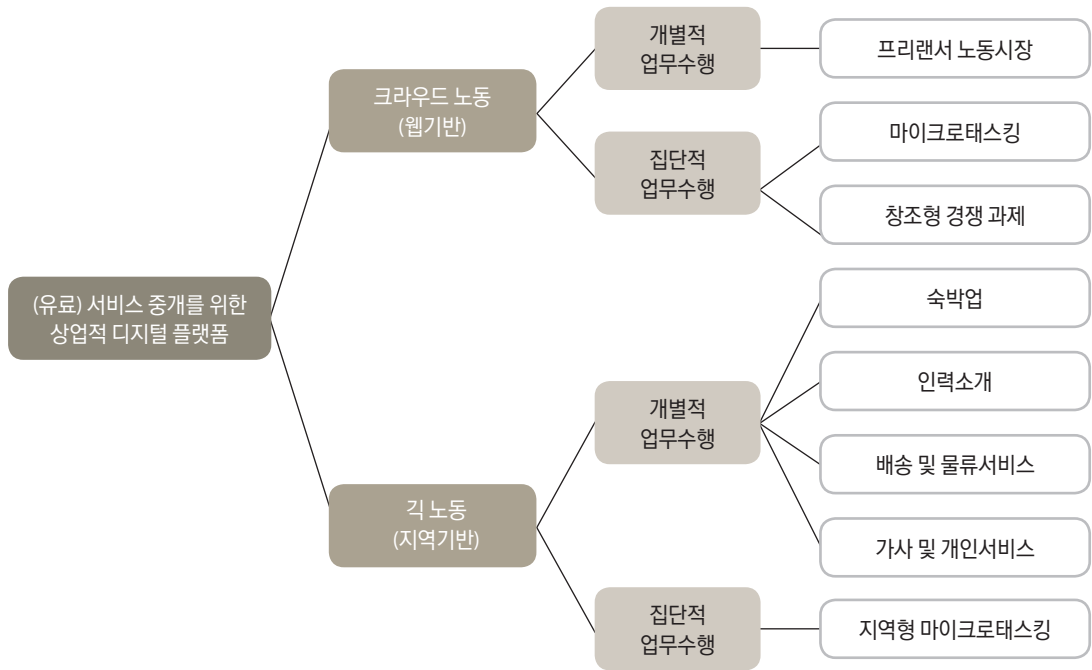 (유료) 서비스 중개를 위한
상업적 디지털 플랫폼
크라우드 노동
(웹기반)
개별적
업무수행
프리랜서 노동시장
집단적
업무수행
마이크로태스킹
창조형 경쟁 과제
긱 노동
(지역기반)
개별적
업무수행
숙박업
인력소개
배송 및 물류서비스
가사 및 개인서비스
집단적
업무수행
지역형 마이크로태스킹